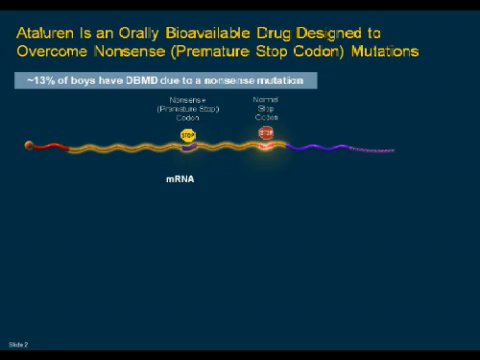 Ataluren Is an Orally Bioavailable Drug Designed to
Overcome Nonsense (Premature Stop Codon) Mutations
~13% of boys have DBMD due to a nonsense mutation
Nonsense
(Premature Stop)
Codon
Normal
Stop
Codon
STOP
STOP
mRNA
Slide 2